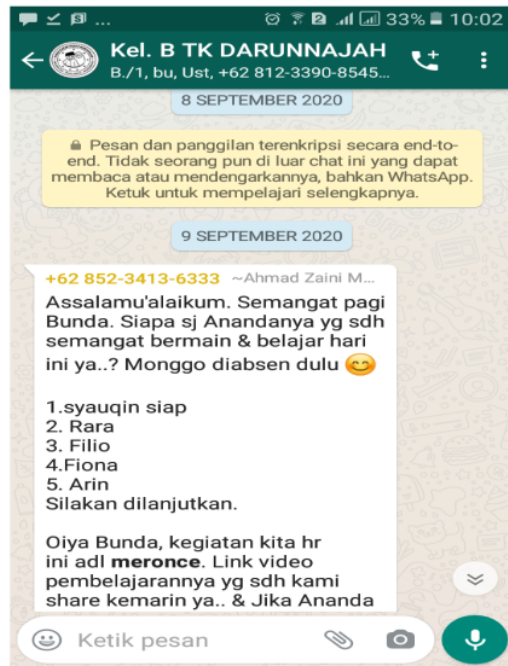 33% 10:02
Kel. B TK DARUNNAJAH
B./1, bu, Ust, +62 812-3390-8545...
8 SEPTEMBER 2020
Pesan dan panggilan terenkripsi secara end-to-
end. Tidak seorang pun di luar chat ini yang dapat
membaca atau mendengarkannya, bahkan WhatsApp.
Ketuk untuk mempelajari selengkapnya.
9 SEPTEMBER 2020
+62 852-3413-6333 ~Ahmad Zaini M...
Assalamu'alaikum. Semangat pagi
Bunda. Siapa sj Anandanya yg sdh
semangat bermain & belajar hari
ini ya..? Monggo diabsen dulu 😊
1.syauqin siap
2. Rara
3. Filio
4.Fiona
5. Arin
Silakan dilanjutkan.
Oiya Bunda, kegiatan kita hr
ini adl meronce. Link video
pembelajarannya yg sdh kami
share kemarin ya.. & Jika Ananda
Ketik pesan